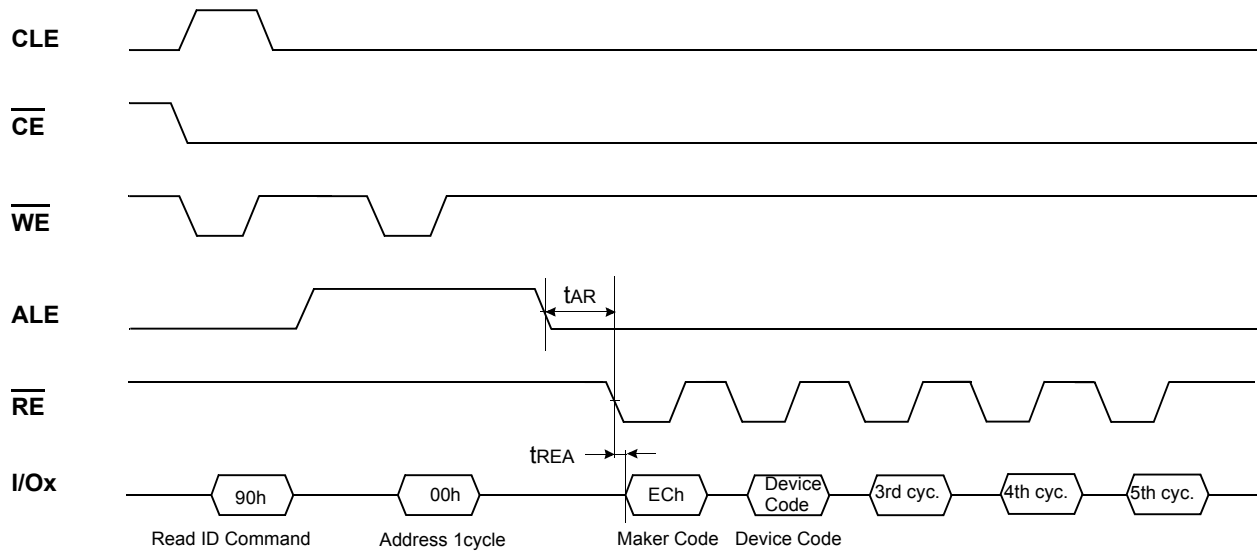 CLE
CE
WE
ALE
tAR
RE
tREA
I/Ox
90h
00h
ECh
Device
Code
3rd cyc.
4th cyc.
5th cyc.
Read ID Command
Address 1cycle
Maker Code
Device Code